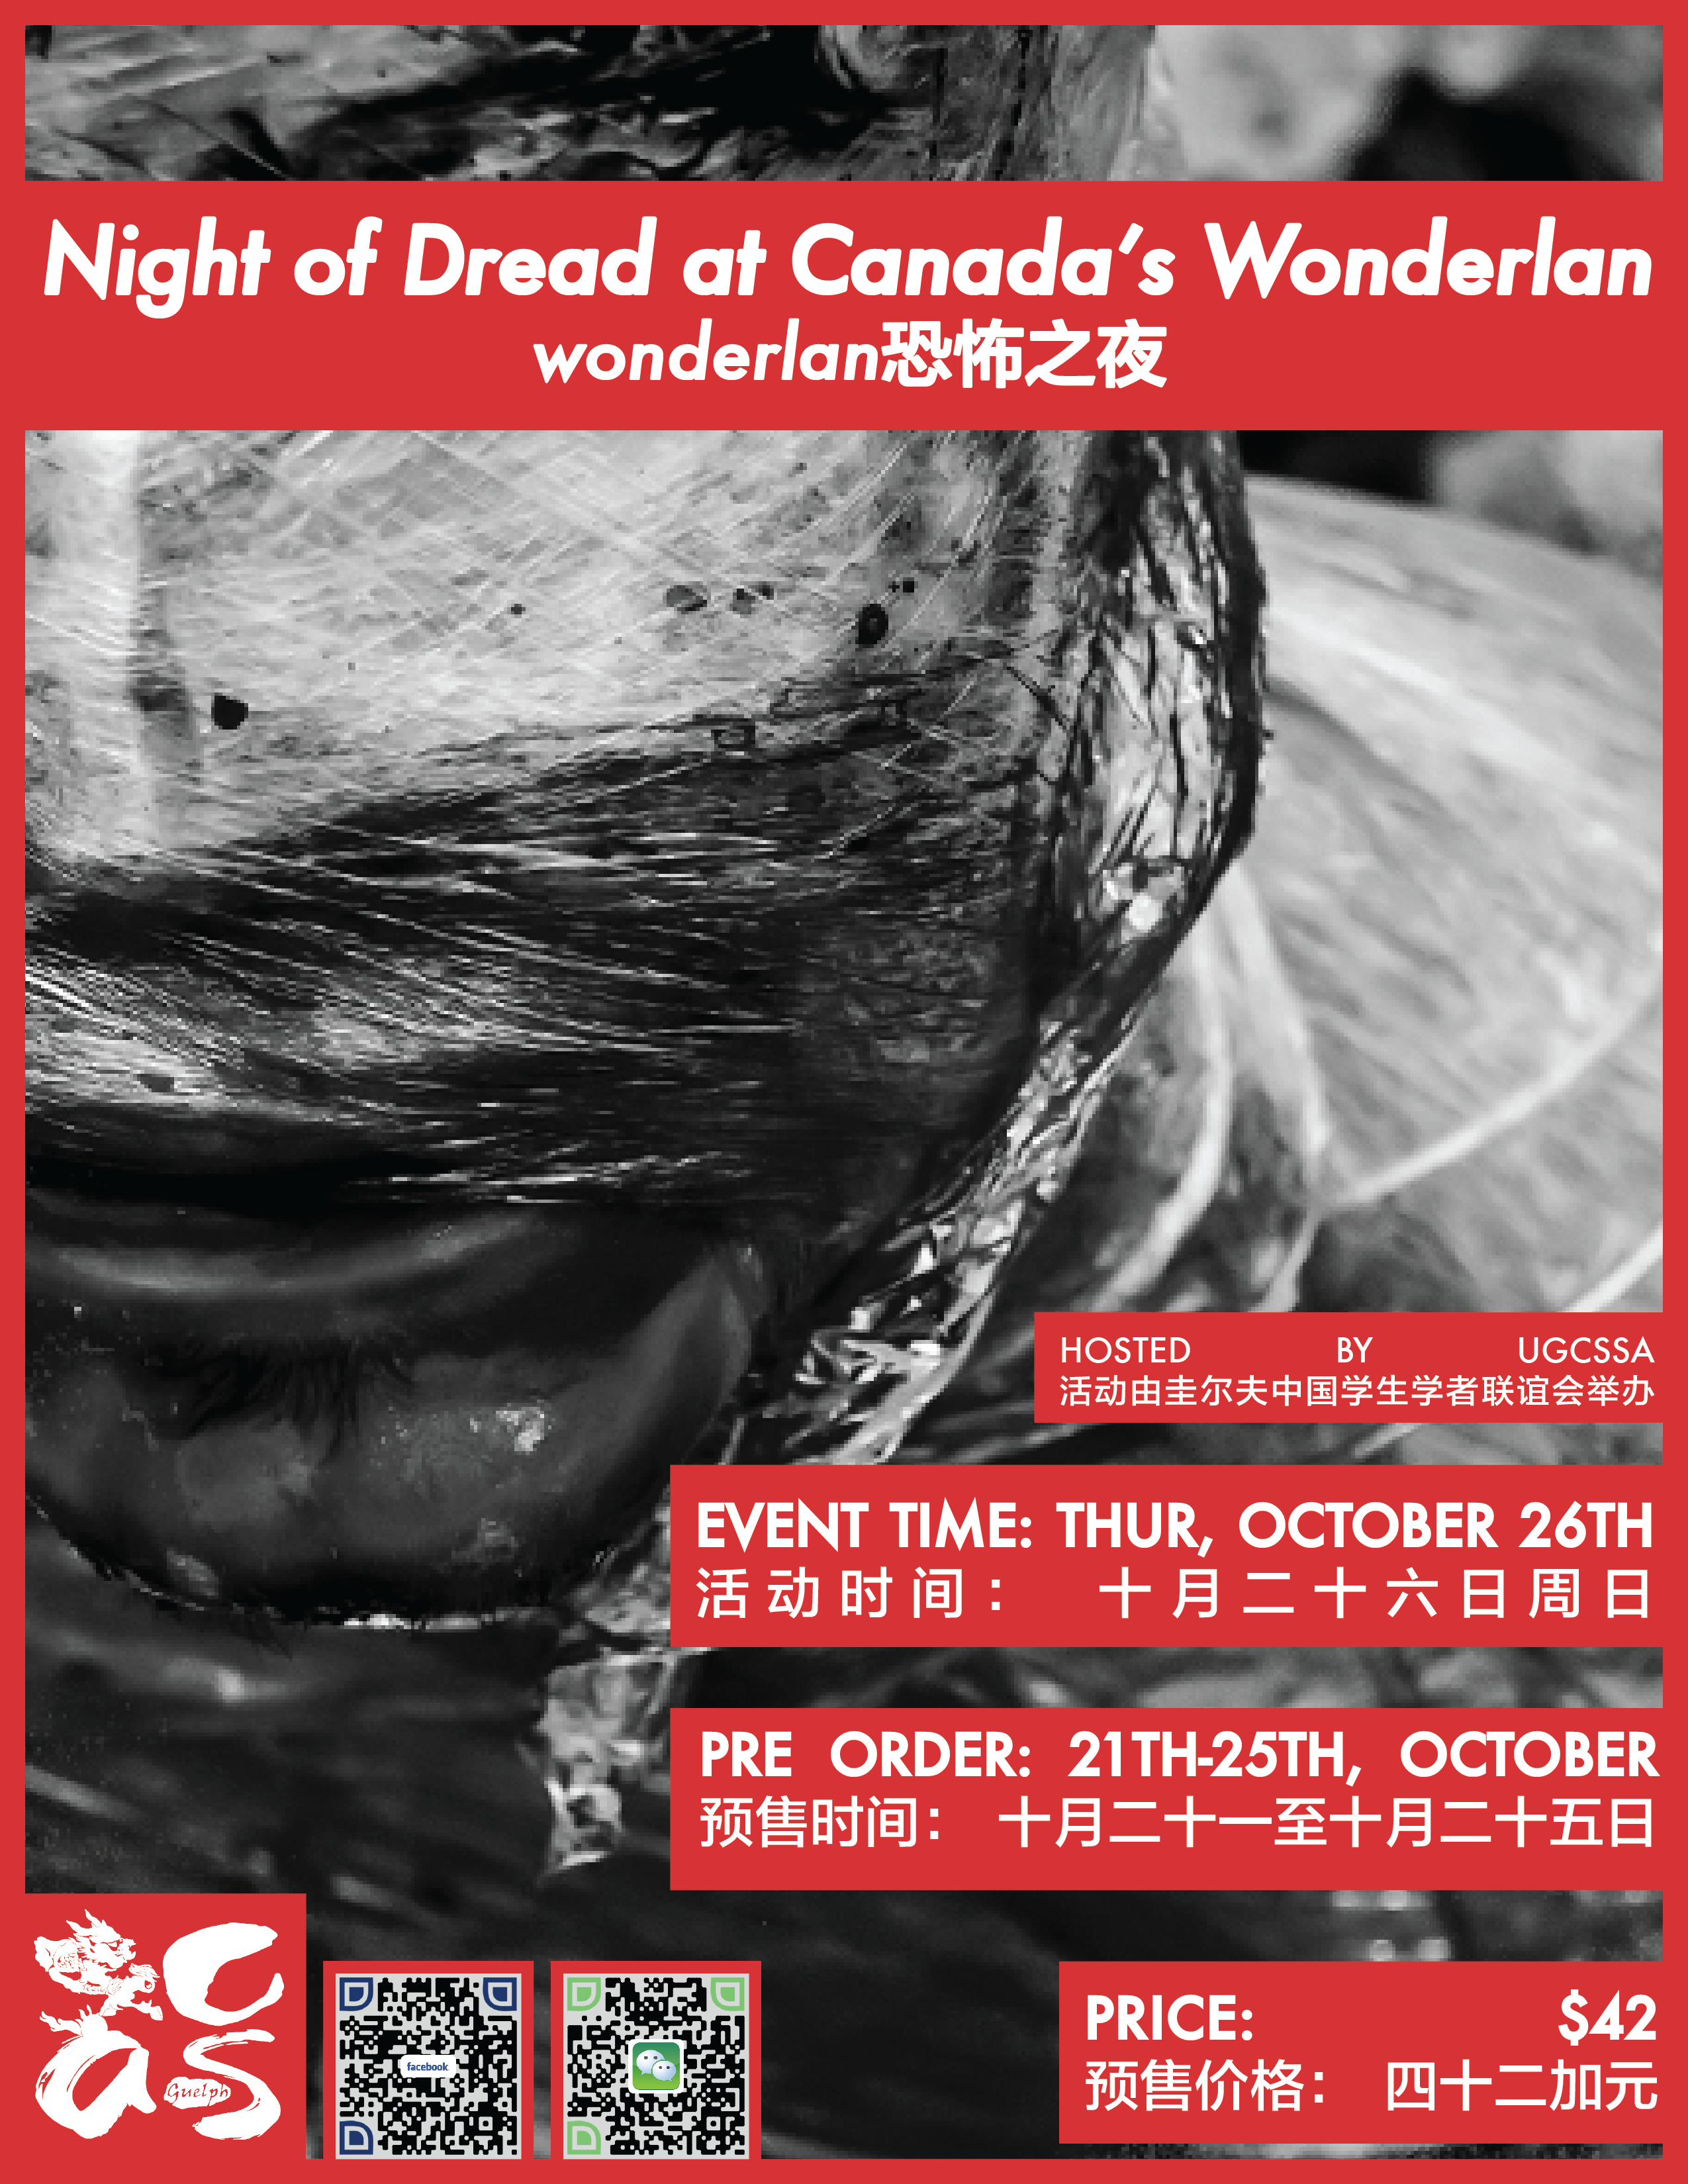 Night of Dread at Canada's Wonderlan
wonderlan恐怖之夜
HOSTED BY UGCSSA
活动由圭尔夫中国学生学者联谊会举办
EVENT TIME: THUR, OCTOBER 26TH
活动时间： 十月二十六日周日
PRE ORDER: 21TH-25TH, OCTOBER
预售时间： 十月二十一至十月二十五日
c
a s
Guelph
facebook
PRICE: $42
预售价格： 四十二加元